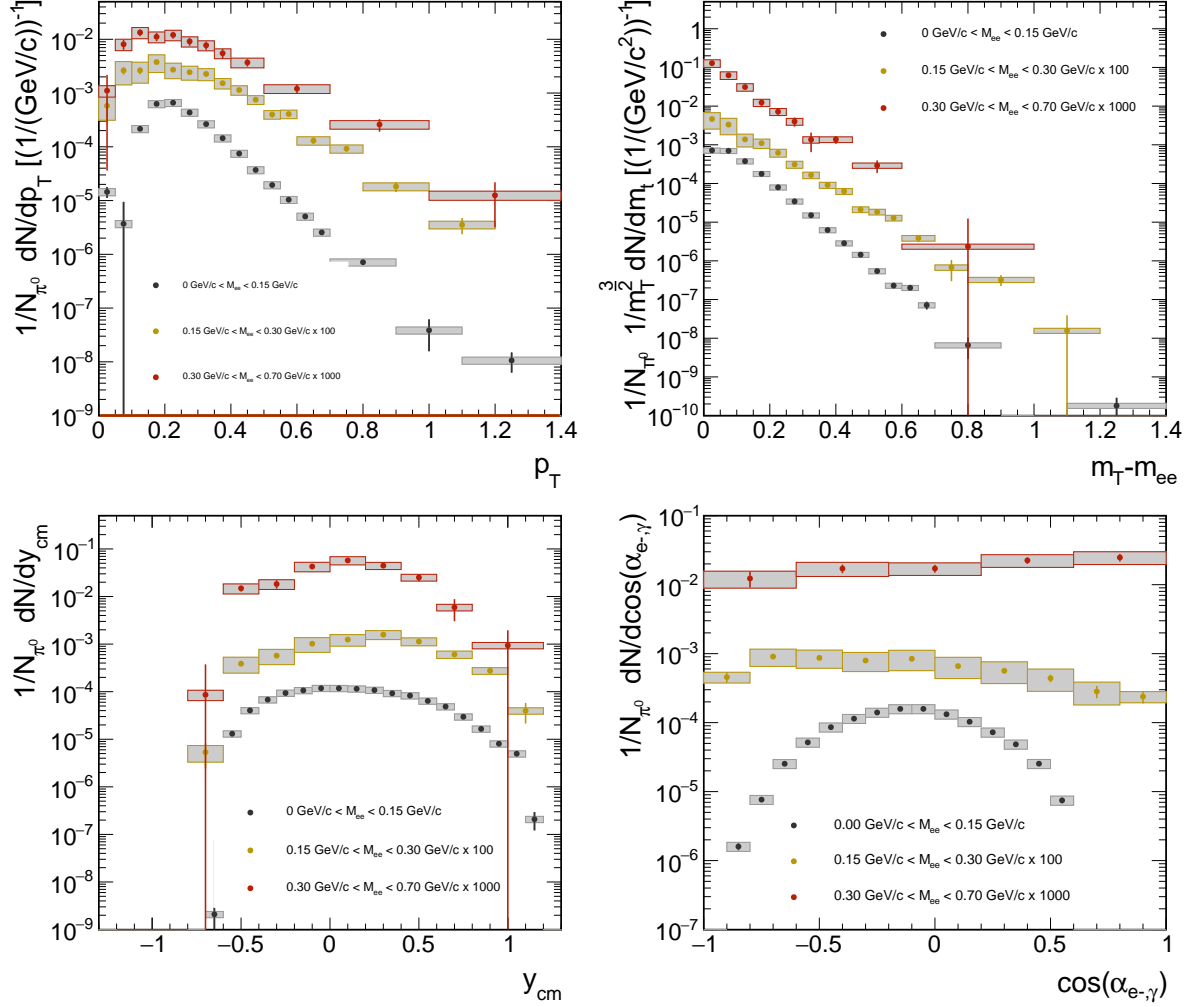 1/N_π⁰ dN/dp_T [(1/(GeV/c))⁻¹]
10⁻²
10⁻³
10⁻⁴
10⁻⁵
10⁻⁶
10⁻⁷
10⁻⁸
10⁻⁹
0 GeV/c < M_ee < 0.15 GeV/c
0.15 GeV/c < M_ee < 0.30 GeV/c x 100
0.30 GeV/c < M_ee < 0.70 GeV/c x 1000
0 0.2 0.4 0.6 0.8 1 1.2 1.4
p_T
1/N_π⁰ 1/m_T^(3/2) dN/dm_t [(1/(GeV/c²))⁻¹]
1
10⁻¹
10⁻²
10⁻³
10⁻⁴
10⁻⁵
10⁻⁶
10⁻⁷
10⁻⁸
10⁻⁹
10⁻¹⁰
0 GeV/c < M_ee < 0.15 GeV/c
0.15 GeV/c < M_ee < 0.30 GeV/c x 100
0.30 GeV/c < M_ee < 0.70 GeV/c x 1000
0 0.2 0.4 0.6 0.8 1 1.2 1.4
m_T-m_ee
1/N_π⁰ dN/dy_cm
10⁻¹
10⁻²
10⁻³
10⁻⁴
10⁻⁵
10⁻⁶
10⁻⁷
10⁻⁸
10⁻⁹
0 GeV/c < M_ee < 0.15 GeV/c
0.15 GeV/c < M_ee < 0.30 GeV/c x 100
0.30 GeV/c < M_ee < 0.70 GeV/c x 1000
−1 −0.5 0 0.5 1
y_cm
1/N_π⁰ dN/dcos(α_e-,γ)
10⁻¹
10⁻²
10⁻³
10⁻⁴
10⁻⁵
10⁻⁶
10⁻⁷
0.00 GeV/c < M_ee < 0.15 GeV/c
0.15 GeV/c < M_ee < 0.30 GeV/c x 100
0.30 GeV/c < M_ee < 0.70 GeV/c x 1000
−1 −0.5 0 0.5 1
cos(α_e-,γ)